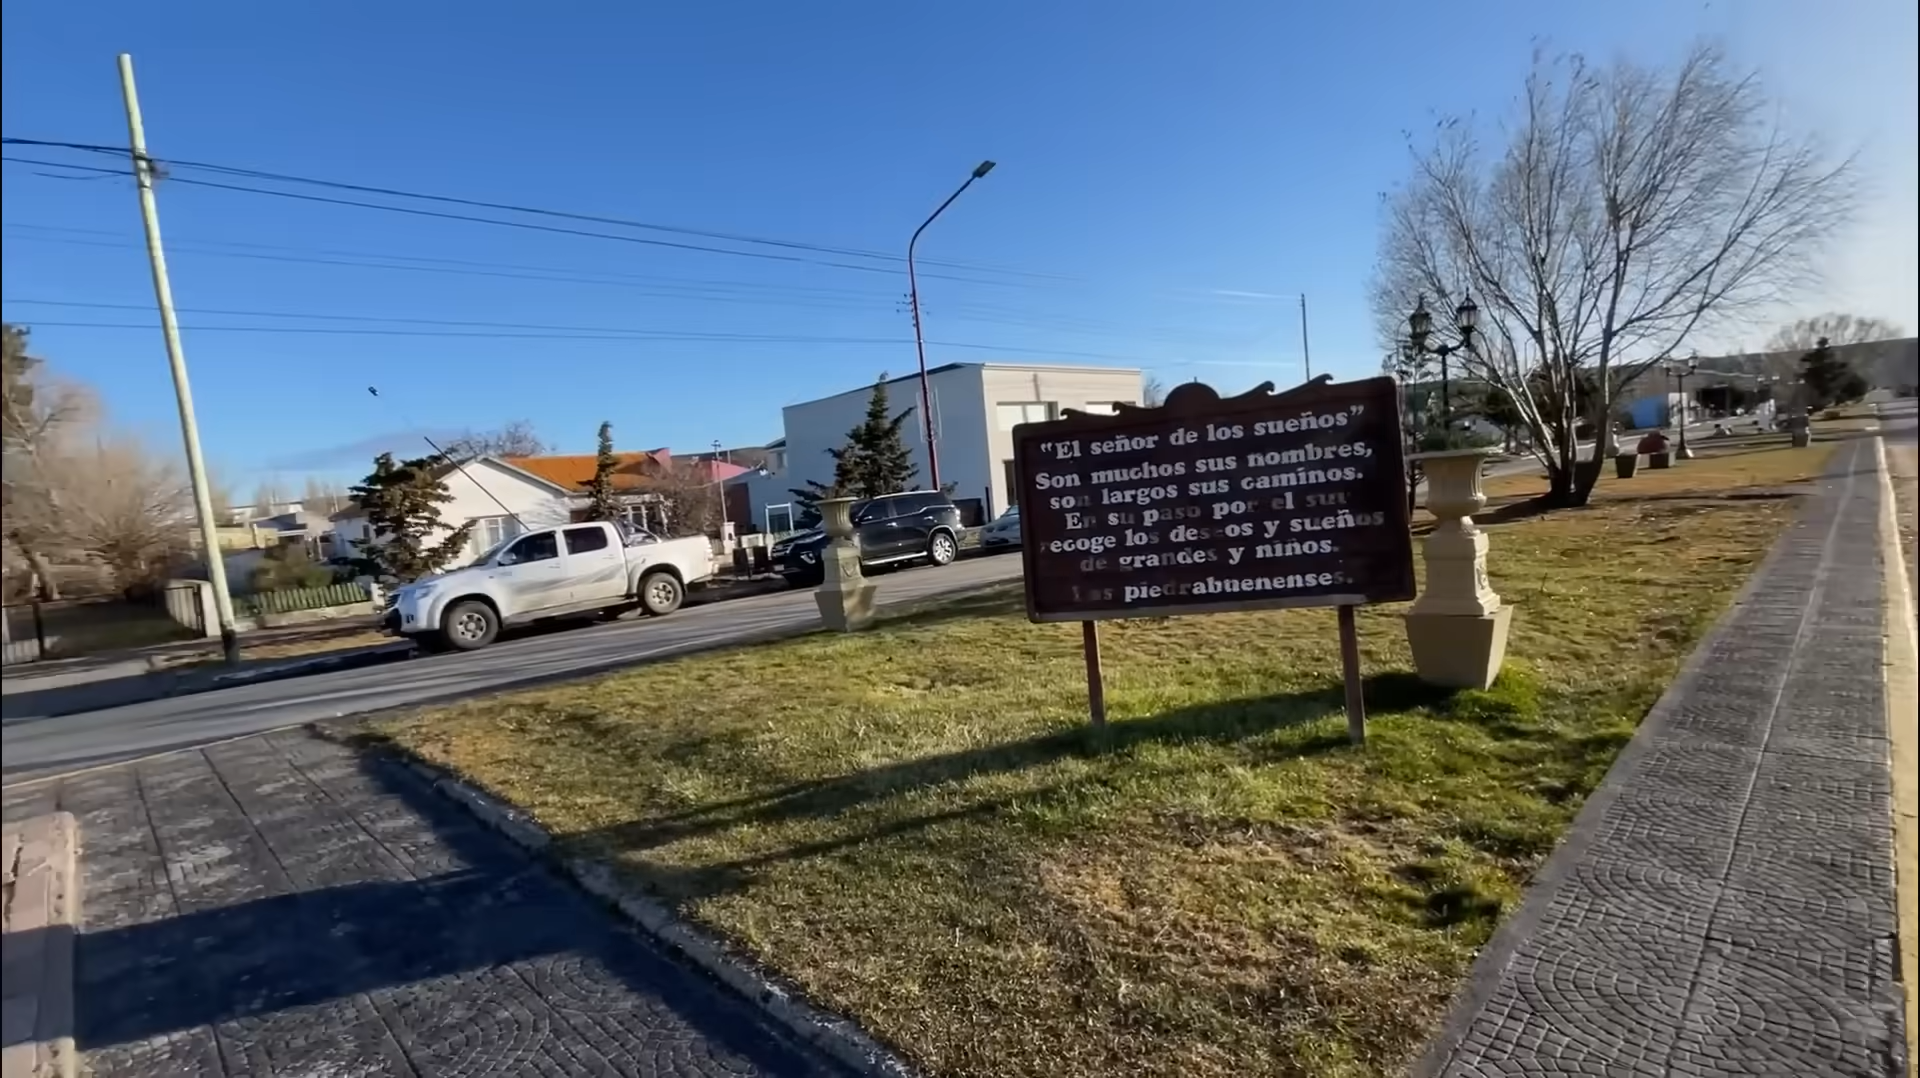 "El señor de los sueños"
Son muchos sus nombres,
son largos sus caminos.
En su paso por el sur
recoge los deseos y sueños
de grandes y niños.
Las piedrabuenenses.